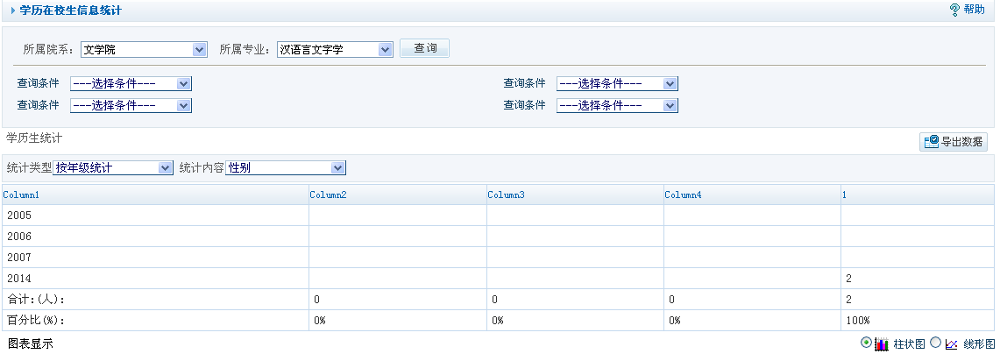 学历在校生信息统计 帮助
所属院系： 文学院 所属专业： 汉语言文字学 查询
查询条件 ---选择条件--- 查询条件 ---选择条件---
查询条件 ---选择条件--- 查询条件 ---选择条件---
学历生统计 导出数据
统计类型 按年级统计 统计内容 性别
Column1 Column2 Column3 Column4 1
2005
2006
2007
2014 2
合计:(人): 0 0 0 2
百分比(%): 0% 0% 0% 100%
图表显示 柱状图 线形图